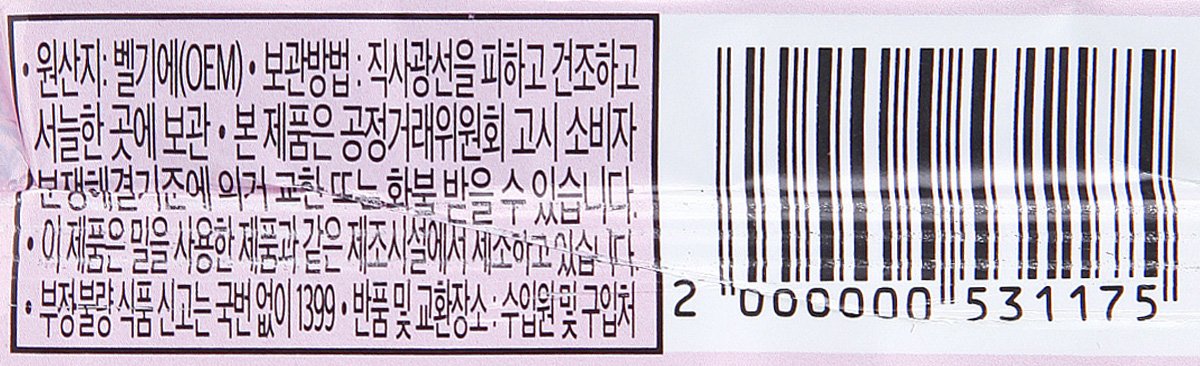 • 원산지: 벨기에(OEM) • 보관방법 : 직사광선을 피하고 건조하고
서늘한 곳에 보관 • 본 제품은 공정거래위원회 고시 소비자
분쟁해결기준에 의거 교환 또는 환불 받을 수 있습니다.
• 이 제품은 밀을 사용한 제품과 같은 제조시설에서 제조하고 있습니다
• 부정불량 식품 신고는 국번 없이 1399 • 반품 및 교환장소 : 수입원 및 구입처
2 000000 531175